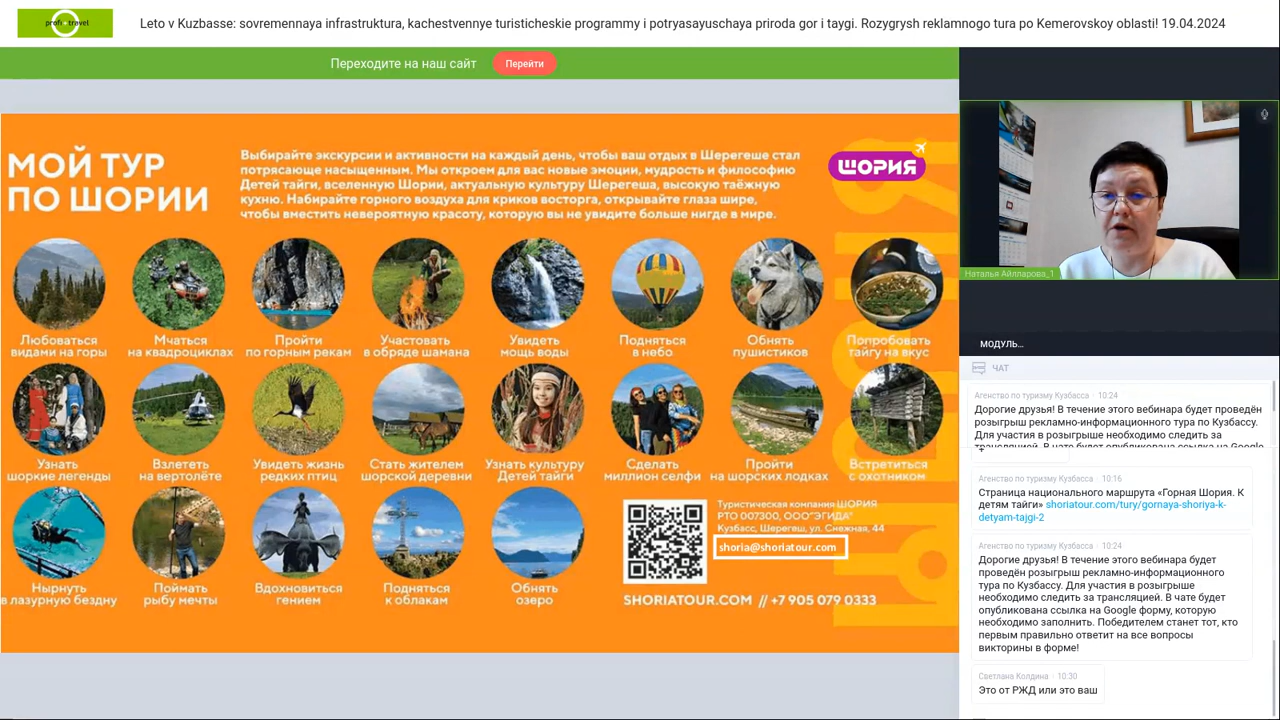 profi travel
Leto v Kuzbasse: sovremennaya infrastruktura, kachestvennye turisticheskie programmy i potryasayuschaya priroda gor i taygi. Rozygrysh reklamnogo tura po Kemerovskoy oblasti! 19.04.2024
Переходите на наш сайт
Перейти
МОЙ ТУР
ПО ШОРИИ
Выбирайте экскурсии и активности на каждый день, чтобы ваш отдых в Шерегеше стал
потрясающе насыщенным. Мы откроем для вас новые эмоции, мудрость и философию
Детей тайги, вселенную Шории, актуальную культуру Шерегеша, высокую таёжную
кухню. Набирайте горного воздуха для криков восторга, открывайте глаза шире,
чтобы вместить невероятную красоту, которую вы не увидите больше нигде в мире.
ШОРИЯ
Любоваться
видами на горы
Мчаться
на квадроциклах
Пройти
по горным рекам
Участвовать
в обряде шамана
Увидеть
мощь воды
Подняться
в небо
Обнять
пушистиков
Попробовать
тайгу на вкус
Узнать
шорские легенды
Взлететь
на вертолёте
Увидеть жизнь
редких птиц
Стать жителем
шорской деревни
Узнать культуру
Детей тайги
Сделать
миллион селфи
Пройти
на шорских лодках
Встретиться
с охотником
Нырнуть
в лазурную бездну
Поймать
рыбу мечты
Вдохновиться
гением
Подняться
к облакам
Обнять
озеро
Туристическая компания ШОРИЯ
РТО 007300, ООО "ЭГИДА"
Кузбасс, Шерегеш, ул. Снежная, 44
shoria@shoriatour.com
SHORIATOUR.COM // +7 905 079 0333
Наталья Айлларова_1
МОДУЛЬ...
ЧАТ
Агенство по туризму Кузбасса · 10:24
Дорогие друзья! В течение этого вебинара будет проведён
розыгрыш рекламно-информационного тура по Кузбассу.
Для участия в розыгрыше необходимо следить за
трансляцией. В чате будет опубликована ссылка на Google
+
Агенство по туризму Кузбасса · 10:16
Страница национального маршрута «Горная Шория. К
детям тайги» shoriatour.com/tury/gornaya-shoriya-k-
detyam-tajgi-2
Агенство по туризму Кузбасса · 10:24
Дорогие друзья! В течение этого вебинара будет
проведён розыгрыш рекламно-информационного
тура по Кузбассу. Для участия в розыгрыше
необходимо следить за трансляцией. В чате будет
опубликована ссылка на Google форму, которую
необходимо заполнить. Победителем станет тот, кто
первым правильно ответит на все вопросы
викторины в форме!
Светлана Колдина · 10:30
Это от РЖД или это ваш